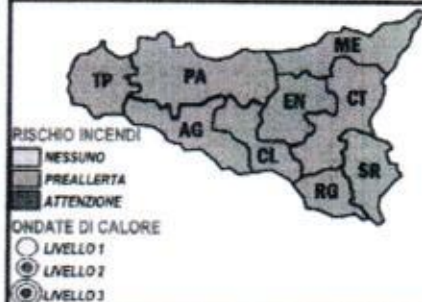 ME
TP
PA
EN
CT
AG
CL
SR
RG
RISCHIO INCENDI
NESSUNO
PREALLERTA
ATTENZIONE
ONDATE DI CALORE
LIVELLO 1
LIVELLO 2
LIVELLO 3